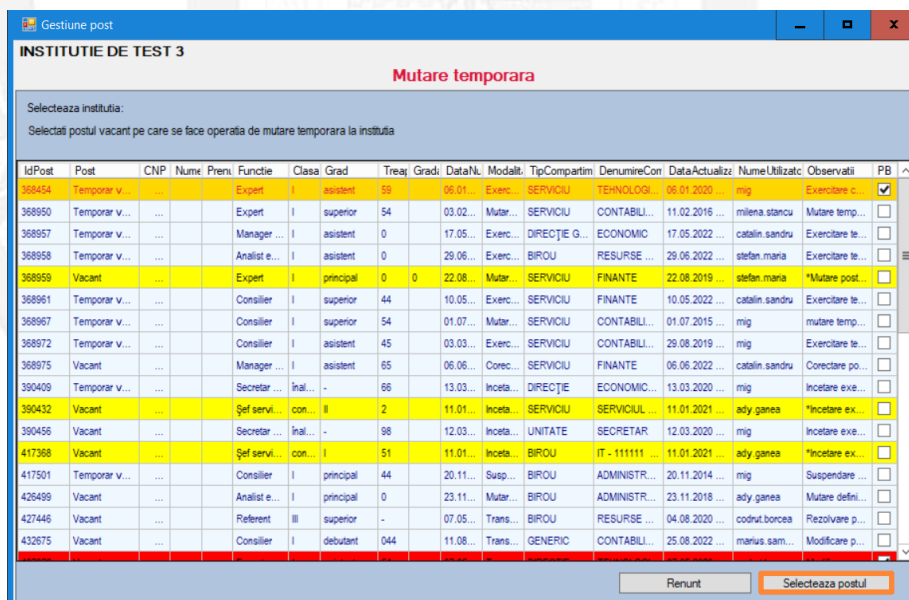 Gestiune post
INSTITUTIE DE TEST 3
Mutare temporara
Selecteaza institutia:
Selectati postul vacant pe care se face operatia de mutare temporara la institutia
IdPost Post CNP Nume Prenu Functie Clasa Grad Treap Grada DataNu Modalit TipCompartim DenumireCom DataActualiza NumeUtilizato Observatii PB
368454 Temporar v... Expert I asistent 59 06.01... Exerc... SERVICIU TEHNOLOGI... 06.01.2020 ... mig Exercitare c...
368950 Temporar v... ... Expert I superior 54 03.02... Mutar... SERVICIU CONTABILI... 11.02.2016 ... milena.stancu Mutare temp...
368957 Temporar v... ... Manager ... I asistent 0 17.05... Exerc... DIRECŢIE G... ECONOMIC 17.05.2022 ... catalin.sandru Exercitare te...
368958 Temporar v... ... Analist e... I asistent 0 29.06... Exerc... BIROU RESURSE ... 29.06.2022 ... stefan.maria Exercitare te...
368959 Vacant ... Expert I principal 0 0 22.08... Mutar... SERVICIU FINANTE 22.08.2019 ... stefan.maria *Mutare post...
368961 Temporar v... ... Consilier I superior 44 10.05... Exerc... SERVICIU FINANTE 10.05.2022 ... catalin.sandru Exercitare te...
368967 Temporar v... ... Consilier I superior 54 01.07... Mutar... SERVICIU CONTABILI... 01.07.2015 ... mig mutare temp...
368972 Temporar v... ... Consilier I asistent 45 03.03... Exerc... SERVICIU CONTABILI... 29.08.2019 ... mig Exercitare te...
368975 Vacant ... Manager ... I asistent 65 06.06... Corec... SERVICIU FINANTE 06.06.2022 ... catalin.sandru Corectare po...
390409 Temporar v... ... Secretar ... înal... - 66 13.03... Inceta... DIRECŢIE ECONOMIC... 13.03.2020 ... mig Incetare exe...
390432 Vacant ... Şef servi... con... II 2 11.01... Inceta... SERVICIU SERVICIUL ... 11.01.2021 ... ady.ganea *Incetare ex...
390456 Vacant ... Secretar ... înal... - 98 12.03... Inceta... UNITATE SECRETAR 12.03.2020 ... mig Incetare exe...
417368 Vacant ... Şef servi... con... I 51 11.01... Inceta... BIROU IT - 111111 ... 11.01.2021 ... ady.ganea *Incetare ex...
417501 Temporar v... ... Consilier I principal 44 20.11... Susp... BIROU ADMINISTR... 20.11.2014 ... mig Suspendare ...
426499 Vacant ... Analist e... I principal 0 23.11... Mutar... BIROU ADMINISTR... 23.11.2018 ... ady.ganea Mutare defini...
427446 Vacant ... Referent III superior - 07.05... Trans... BIROU RESURSE ... 04.08.2020 ... codrut.borcea Rezolvare p...
432675 Vacant ... Consilier I debutant 044 11.08... Trans... GENERIC CONTABILI... 25.08.2022 ... marius.sam... Modificare p...
Renunt Selecteaza postul